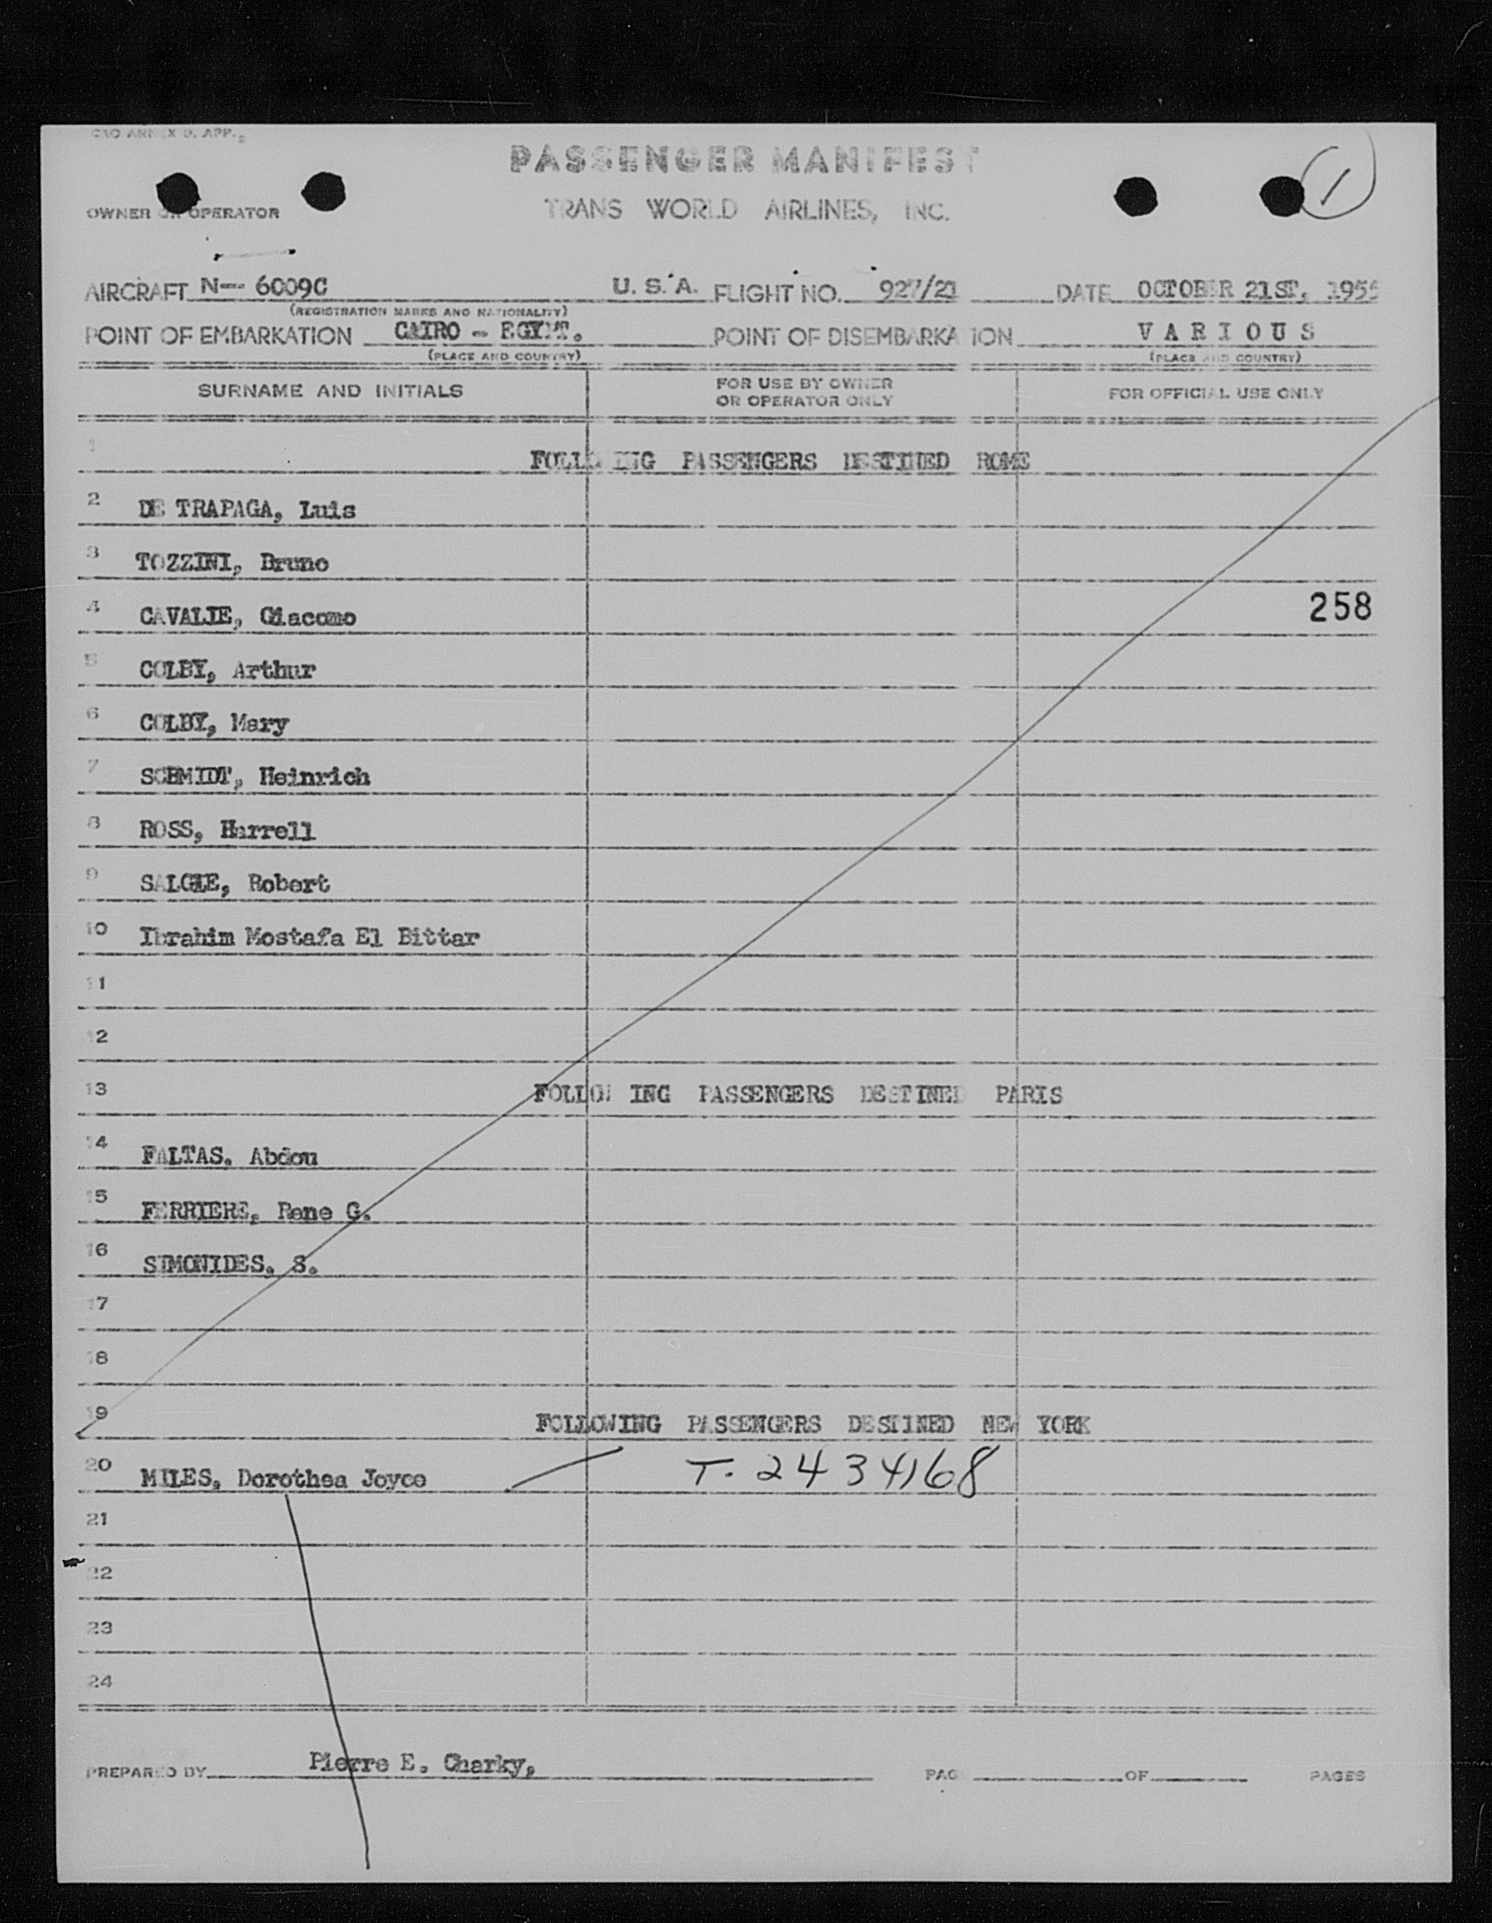 PASSENGER MANIFEST
1
OWNER OR OPERATOR
TRANS WORLD AIRLINES, INC.
AIRCRAFT N-- 6009C U. S. A. FLIGHT NO. 927/21 DATE OCTOBER 21ST, 1955
(REGISTRATION MARKS AND NATIONALITY)
POINT OF EMBARKATION CAIRO - EGYPT. POINT OF DISEMBARKATION VARIOUS
(PLACE AND COUNTRY) (PLACE AND COUNTRY)
SURNAME AND INITIALS FOR USE BY OWNER OR OPERATOR ONLY FOR OFFICIAL USE ONLY
1 FOLLOWING PASSENGERS DESTINED ROME
2 DE TRAPAGA, Luis
3 TOZZINI, Bruno
4 CAVALIE, Giacomo 258
5 COLBY, Arthur
6 COLBY, Mary
7 SCHMIDT, Heinrich
8 ROSS, Harrell
9 SALGIE, Robert
10 Ibrahim Mostafa El Bittar
11
12
13 FOLLOWING PASSENGERS DESTINED PARIS
14 FALTAS. Abdou
15 FERRIERE. Rene G.
16 SIMONIDES. S.
17
18
19 FOLLOWING PASSENGERS DESTINED NEW YORK
20 MILES. Dorothea Joyce T. 2434168
21
22
23
24
PREPARED BY Pierre E. Charky, PAGE OF PAGES